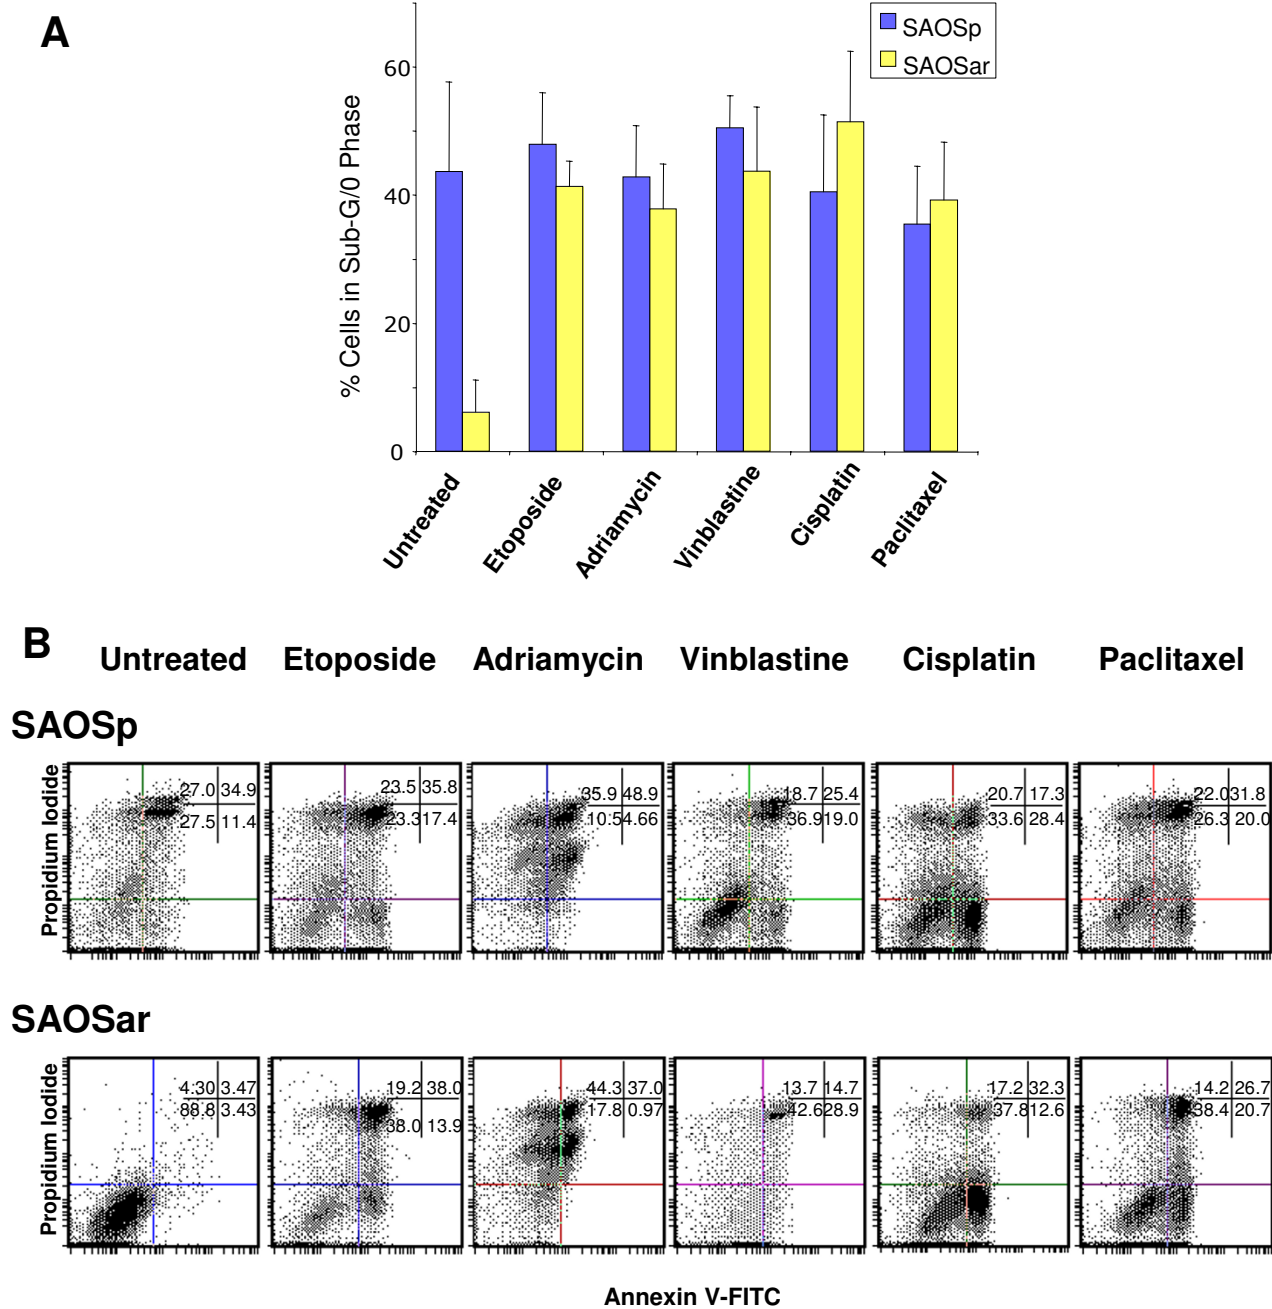 A
SAOSp
SAOSar
% Cells in Sub-G/0 Phase
60
40
20
0
Untreated
Etoposide
Adriamycin
Vinblastine
Cisplatin
Paclitaxel
B
Untreated Etoposide Adriamycin Vinblastine Cisplatin Paclitaxel
SAOSp
Propidium Iodide
27.0 34.9
27.5 11.4
23.5 35.8
23.3 17.4
35.9 48.9
10.5 4.66
18.7 25.4
36.9 19.0
20.7 17.3
33.6 28.4
22.0 31.8
26.3 20.0
SAOSar
Propidium Iodide
4.30 3.47
88.8 3.43
19.2 38.0
38.0 13.9
44.3 37.0
17.8 0.97
13.7 14.7
42.6 28.9
17.2 32.3
37.8 12.6
14.2 26.7
38.4 20.7
Annexin V-FITC